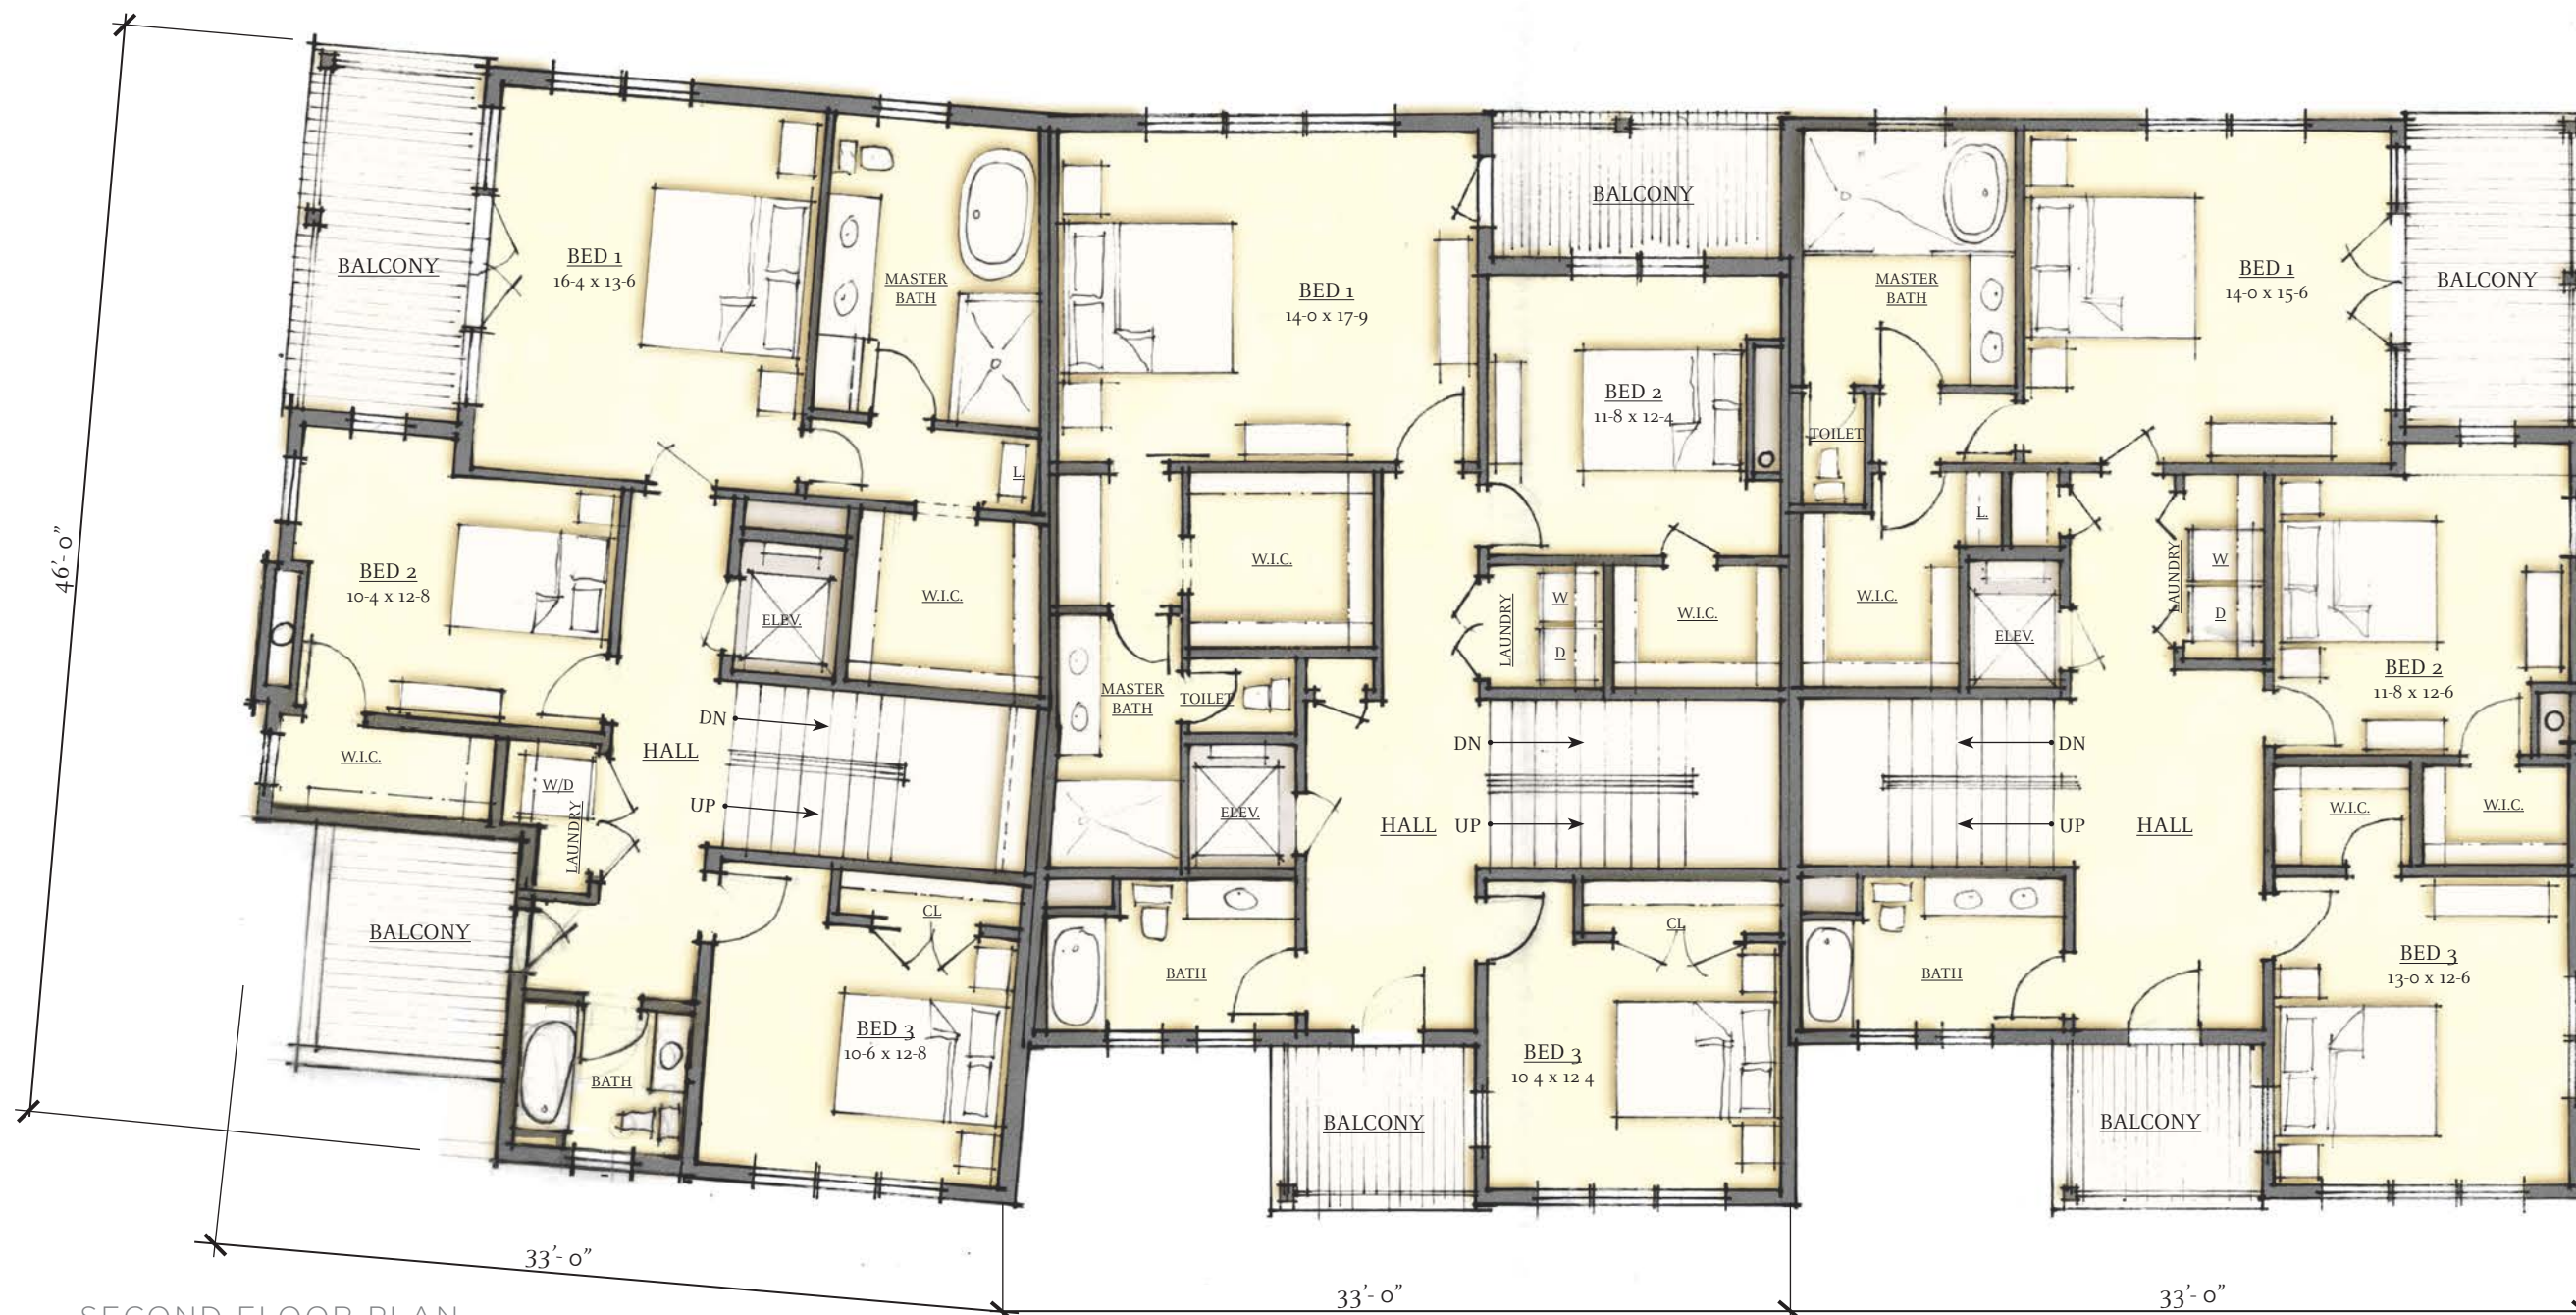 BALCONY
BED 1
16-4 x 13-6
MASTER
BATH
L.
BED 2
10-4 x 12-8
ELEV.
W.I.C.
W.I.C.
W/D
LAUNDRY
HALL
DN
UP
BALCONY
CL
BED 3
10-6 x 12-8
BATH
46'- 0"
33'- 0"
SECOND FLOOR PLAN
BED 1
14-0 x 17-9
BALCONY
BED 2
11-8 x 12-4
W.I.C.
LAUNDRY
W
D
W.I.C.
MASTER
BATH
TOILET
ELEV.
HALL
DN
UP
BATH
CL
BED 3
10-4 x 12-4
BALCONY
33'- 0"
MASTER
BATH
BED 1
14-0 x 15-6
BALCONY
TOILET
L.
W.I.C.
ELEV.
LAUNDRY
W
D
BED 2
11-8 x 12-6
DN
UP
HALL
W.I.C.
W.I.C.
BATH
BED 3
13-0 x 12-6
BALCONY
33'- 0"